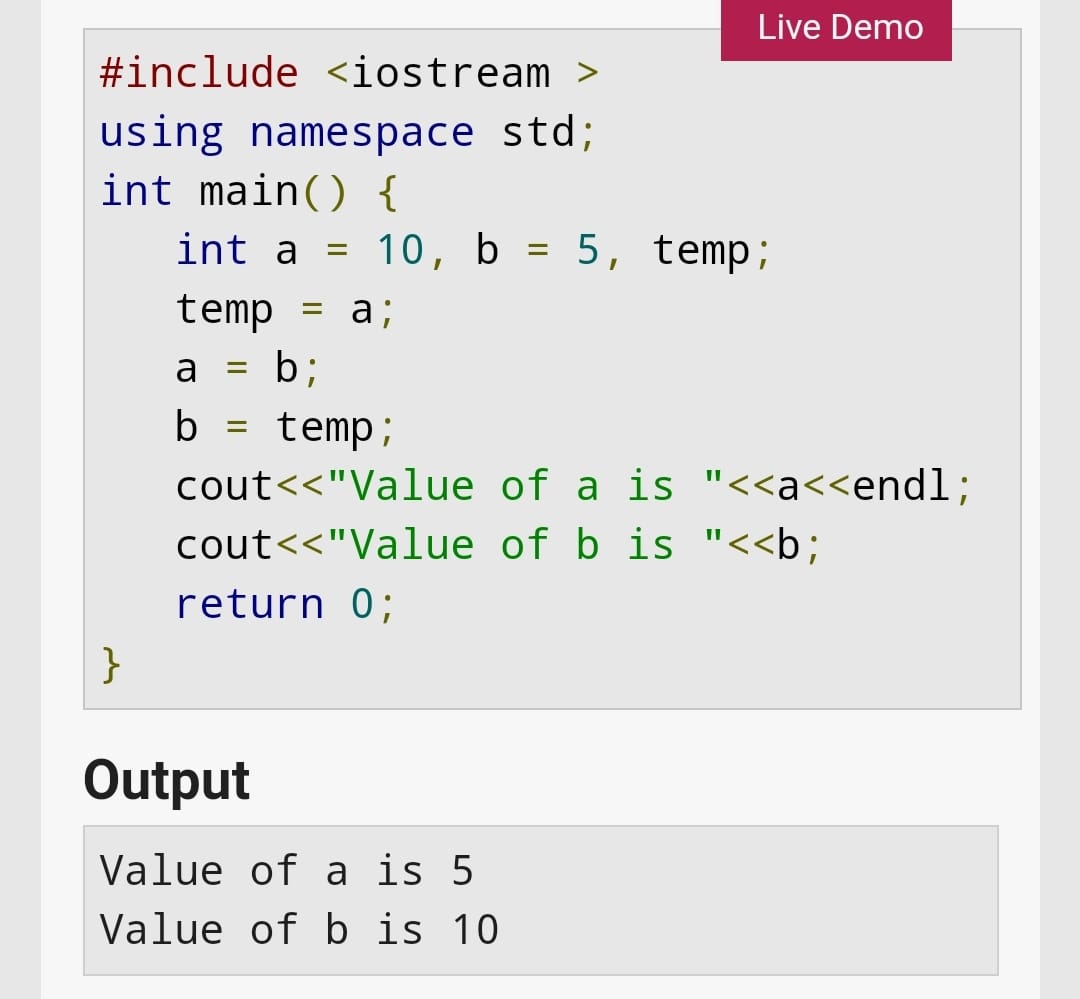 Live Demo
#include <iostream >
using namespace std;
int main() {
   int a = 10, b = 5, temp;
   temp = a;
   a = b;
   b = temp;
   cout<<"Value of a is "<<a<<endl;
   cout<<"Value of b is "<<b;
   return 0;
}
Output
Value of a is 5
Value of b is 10